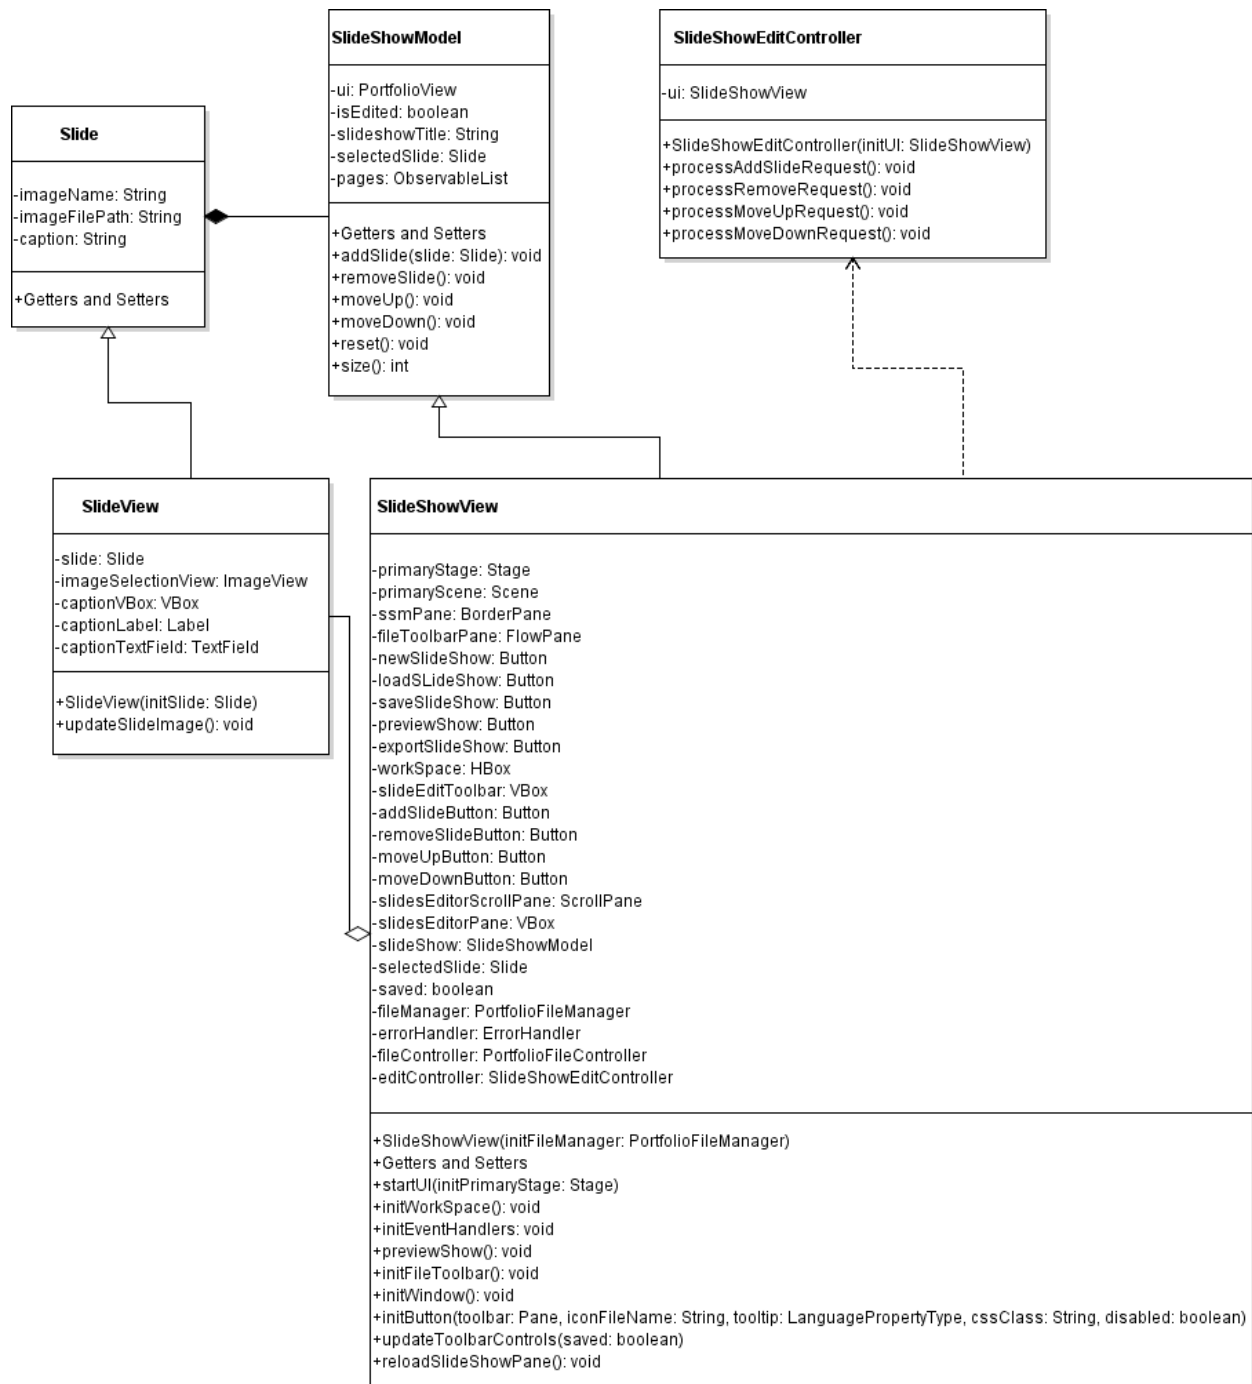 SlideShowModel
-ui: PortfolioView
-isEdited: boolean
-slideshowTitle: String
-selectedSlide: Slide
-pages: ObservableList
+Getters and Setters
+addSlide(slide: Slide): void
+removeSlide(): void
+moveUp(): void
+moveDown(): void
+reset(): void
+size(): int
SlideShowEditController
-ui: SlideShowView
+SlideShowEditController(initUI: SlideShowView)
+processAddSlideRequest(): void
+processRemoveRequest(): void
+processMoveUpRequest(): void
+processMoveDownRequest(): void
Slide
-imageName: String
-imageFilePath: String
-caption: String
+Getters and Setters
SlideView
-slide: Slide
-imageSelectionView: ImageView
-captionVBox: VBox
-captionLabel: Label
-captionTextField: TextField
+SlideView(initSlide: Slide)
+updateSlideImage(): void
SlideShowView
-primaryStage: Stage
-primaryScene: Scene
-ssmPane: BorderPane
-fileToolbarPane: FlowPane
-newSlideShow: Button
-loadSLideShow: Button
-saveSlideShow: Button
-previewShow: Button
-exportSlideShow: Button
-workSpace: HBox
-slideEditToolbar: VBox
-addSlideButton: Button
-removeSlideButton: Button
-moveUpButton: Button
-moveDownButton: Button
-slidesEditorScrollPane: ScrollPane
-slidesEditorPane: VBox
-slideShow: SlideShowModel
-selectedSlide: Slide
-saved: boolean
-fileManager: PortfolioFileManager
-errorHandler: ErrorHandler
-fileController: PortfolioFileController
-editController: SlideShowEditController
+SlideShowView(initFileManager: PortfolioFileManager)
+Getters and Setters
+startUI(initPrimaryStage: Stage)
+initWorkSpace(): void
+initEventHandlers: void
+previewShow(): void
+initFileToolbar(): void
+initWindow(): void
+initButton(toolbar: Pane, iconFileName: String, tooltip: LanguagePropertyType, cssClass: String, disabled: boolean)
+updateToolbarControls(saved: boolean)
+reloadSlideShowPane(): void